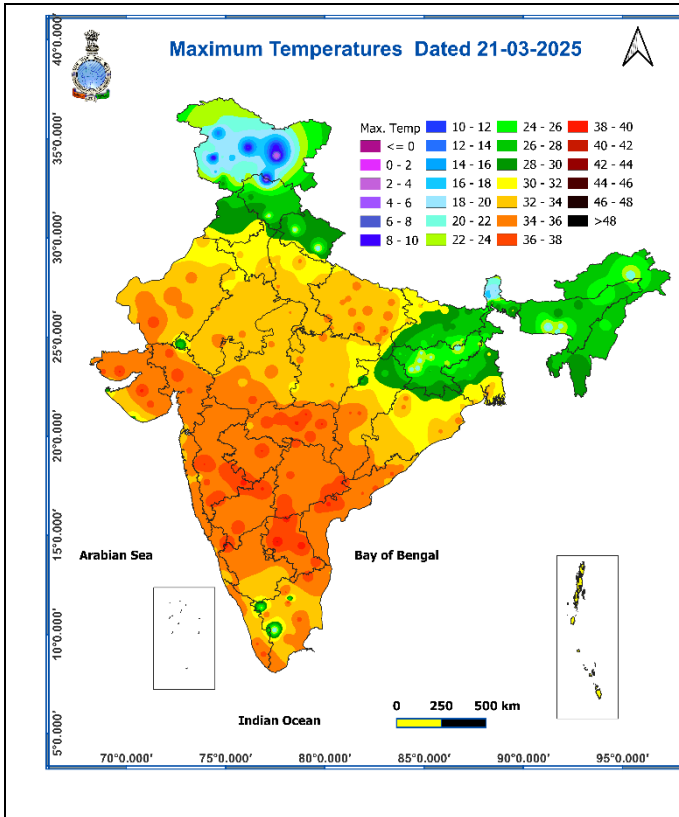 Maximum Temperatures Dated 21-03-2025
Max. Temp
<= 0
0 - 2
2 - 4
4 - 6
6 - 8
8 - 10
10 - 12
12 - 14
14 - 16
16 - 18
18 - 20
20 - 22
22 - 24
24 - 26
26 - 28
28 - 30
30 - 32
32 - 34
34 - 36
36 - 38
38 - 40
40 - 42
42 - 44
44 - 46
46 - 48
>48
40°0.000'
35°0.000'
30°0.000'
25°0.000'
20°0.000'
15°0.000'
10°0.000'
5°0.000'
Arabian Sea
Bay of Bengal
Indian Ocean
0 250 500 km
70°0.000' 75°0.000' 80°0.000' 85°0.000' 90°0.000' 95°0.000'